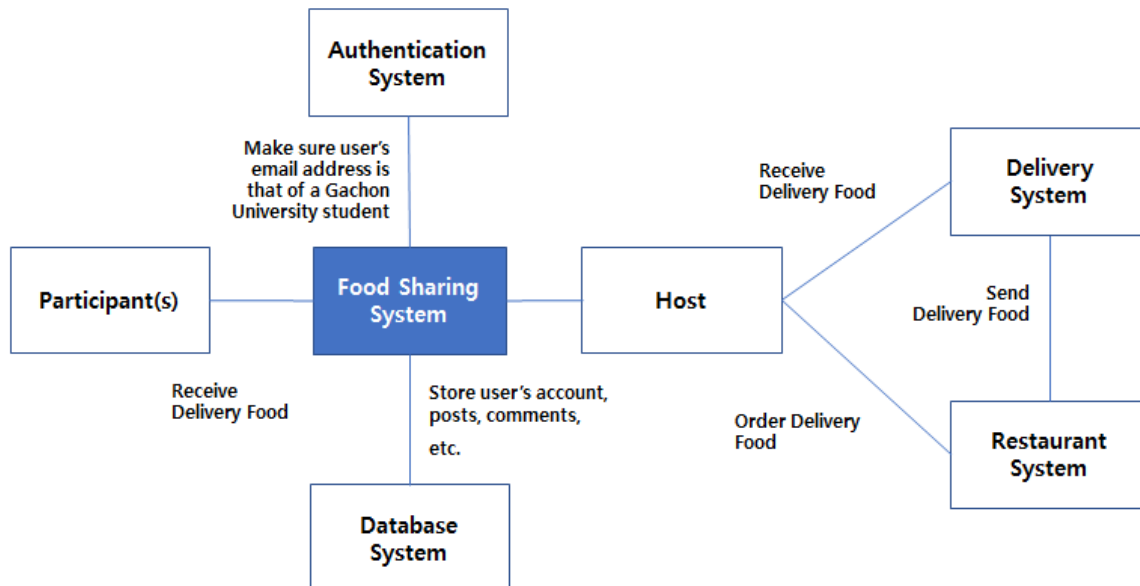 Authentication
System
Make sure user's
email address is
that of a Gachon
University student
Receive
Delivery Food
Delivery
System
Participant(s)
Food Sharing
System
Host
Send
Delivery Food
Receive
Delivery Food
Store user's account,
posts, comments,
etc.
Order Delivery
Food
Restaurant
System
Database
System